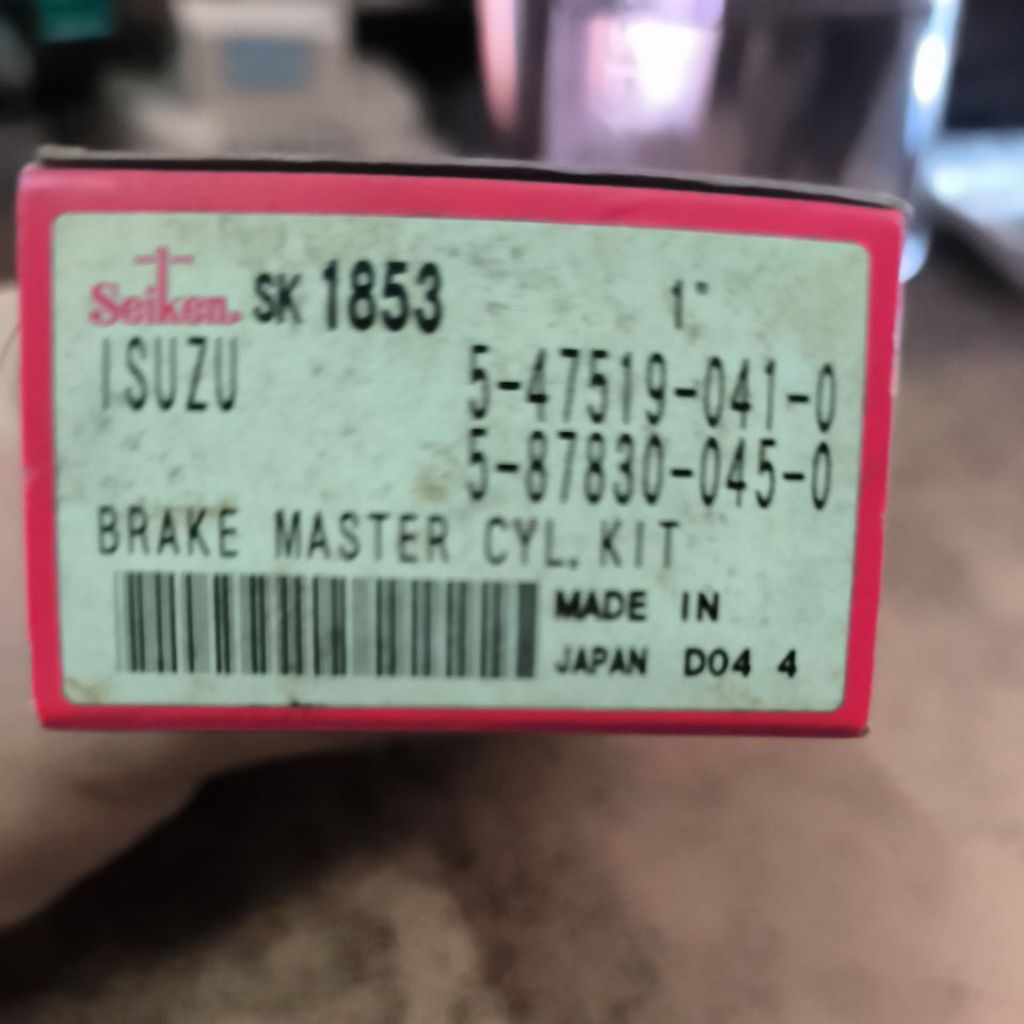 Seiken SK 1853 1"
ISUZU 5-47519-041-0
5-87830-045-0
BRAKE MASTER CYL. KIT
MADE IN
JAPAN D04 4